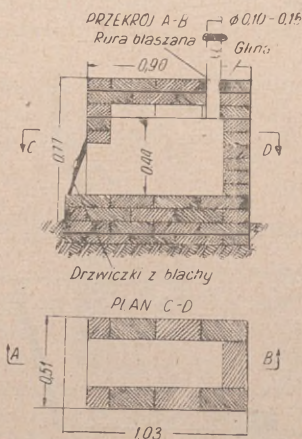 PRZEKRÓJ A-B ϕ 0,10-0,15
Rura blaszana
Glina
0,90
C D
0,77
0,44
Drzwiczki z blachy
PLAN C-D
A B
0,51
1.03